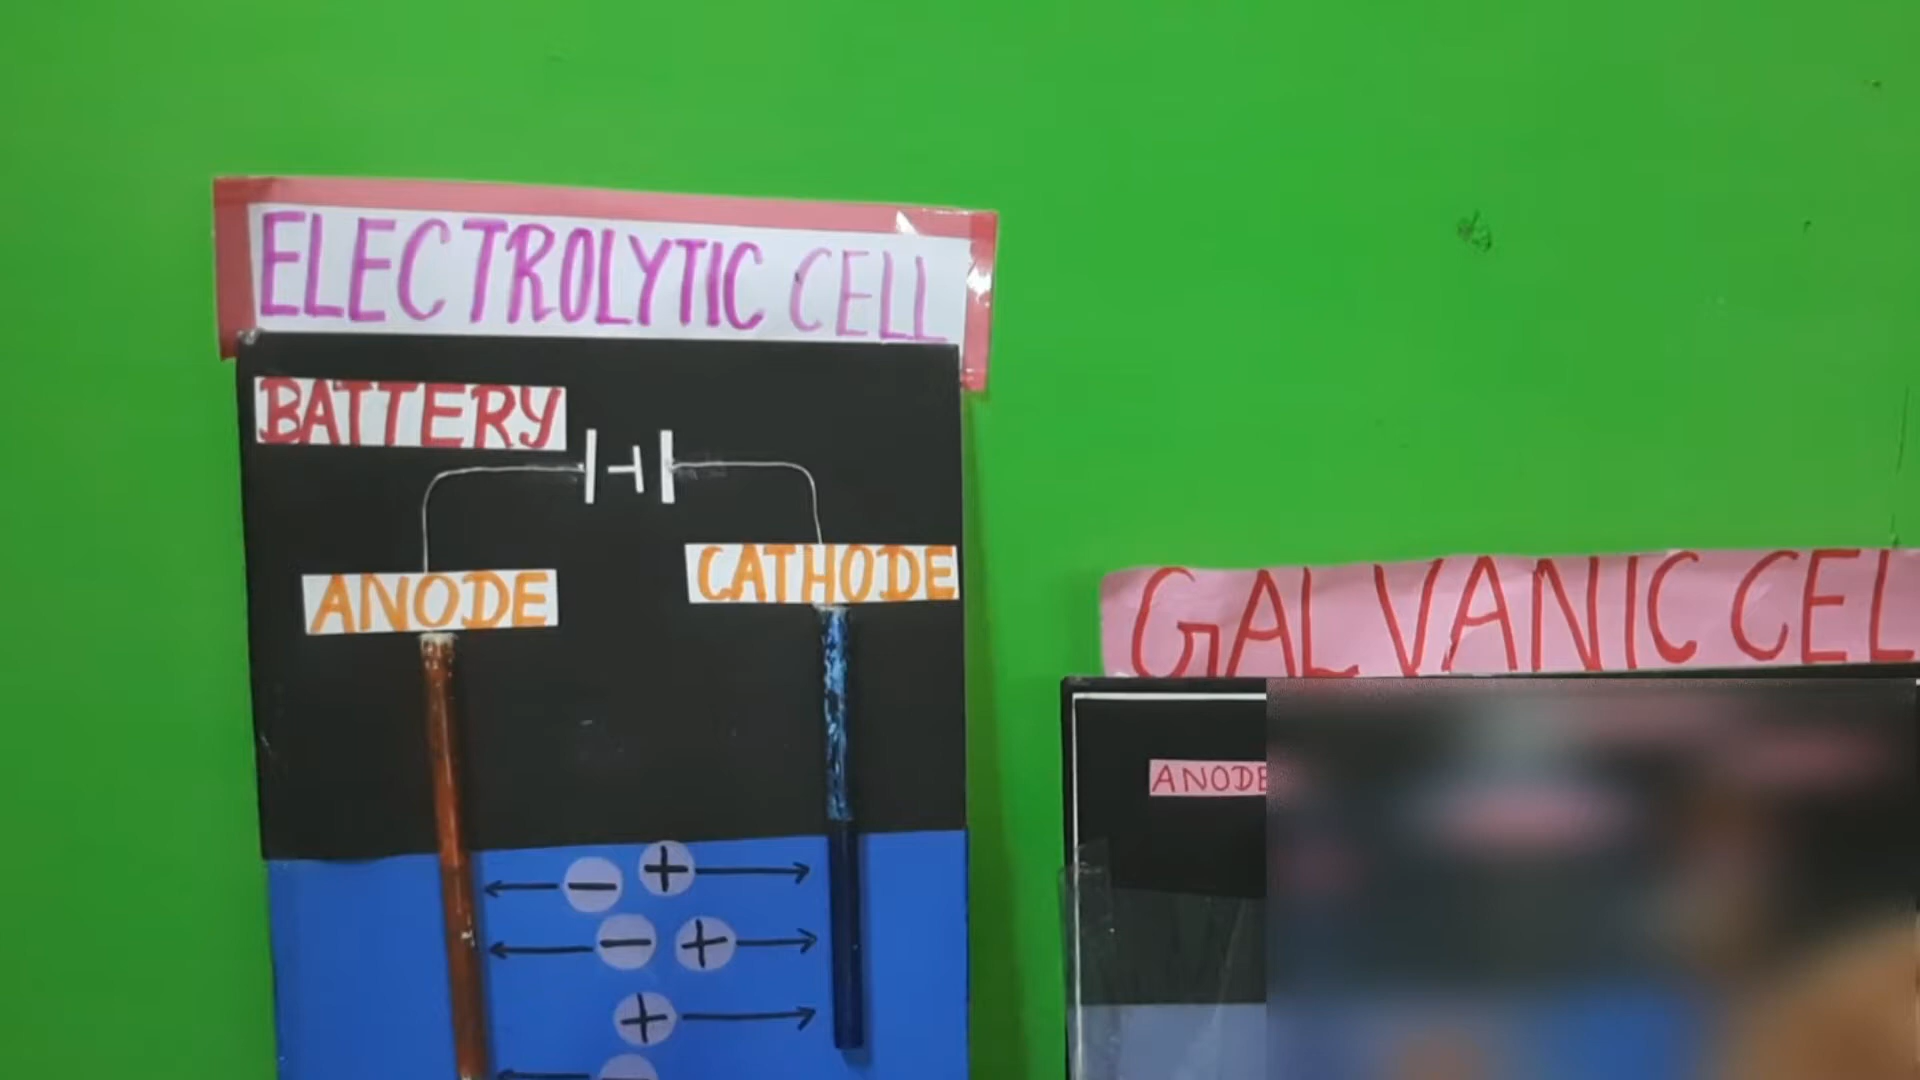 ELECTROLYTIC CELL
BATTERY
ANODE
CATHODE
− +
− +
+
GALVANIC CEL
ANODE